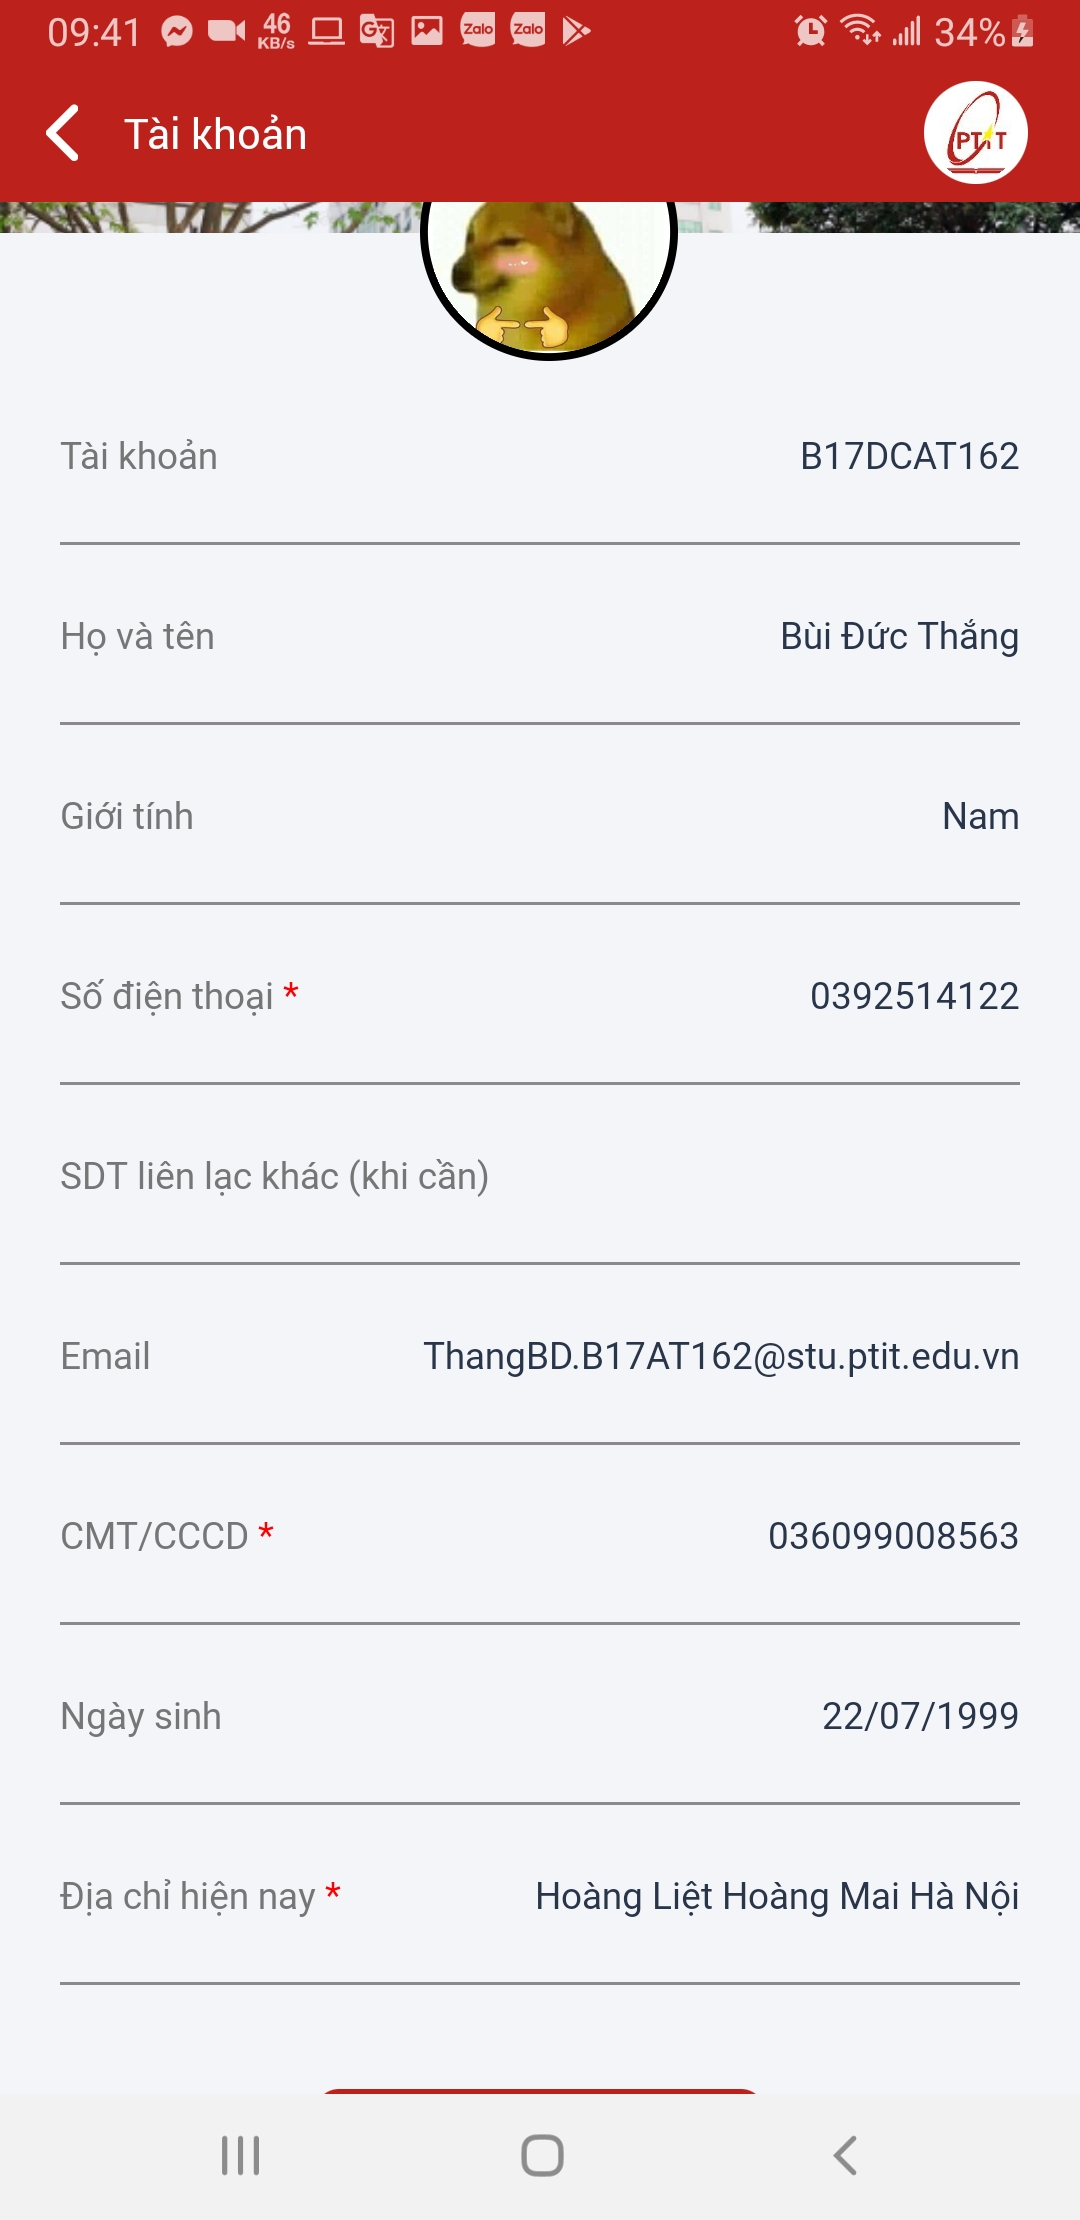 09:41 46 KB/s Zalo Zalo 34%
Tài khoản PTIT
Tài khoản B17DCAT162
Họ và tên Bùi Đức Thắng
Giới tính Nam
Số điện thoại * 0392514122
SDT liên lạc khác (khi cần)
Email ThangBD.B17AT162@stu.ptit.edu.vn
CMT/CCCD * 036099008563
Ngày sinh 22/07/1999
Địa chỉ hiện nay * Hoàng Liệt Hoàng Mai Hà Nội